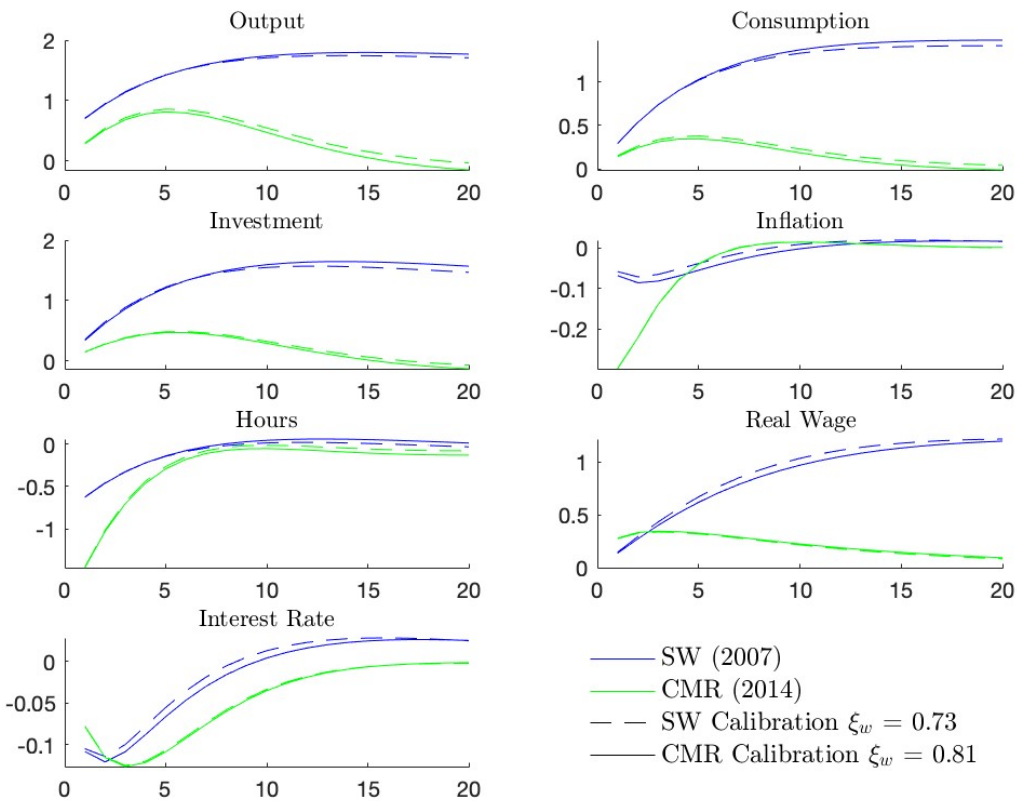 Output
2
1
0
0 5 10 15 20
Consumption
1
0.5
0
0 5 10 15 20
Investment
2
1
0
0 5 10 15 20
Inflation
0
-0.1
-0.2
0 5 10 15 20
Hours
0
-0.5
-1
0 5 10 15 20
Real Wage
1
0.5
0
0 5 10 15 20
Interest Rate
0
-0.05
-0.1
0 5 10 15 20
SW (2007)
CMR (2014)
SW Calibration ξw = 0.73
CMR Calibration ξw = 0.81